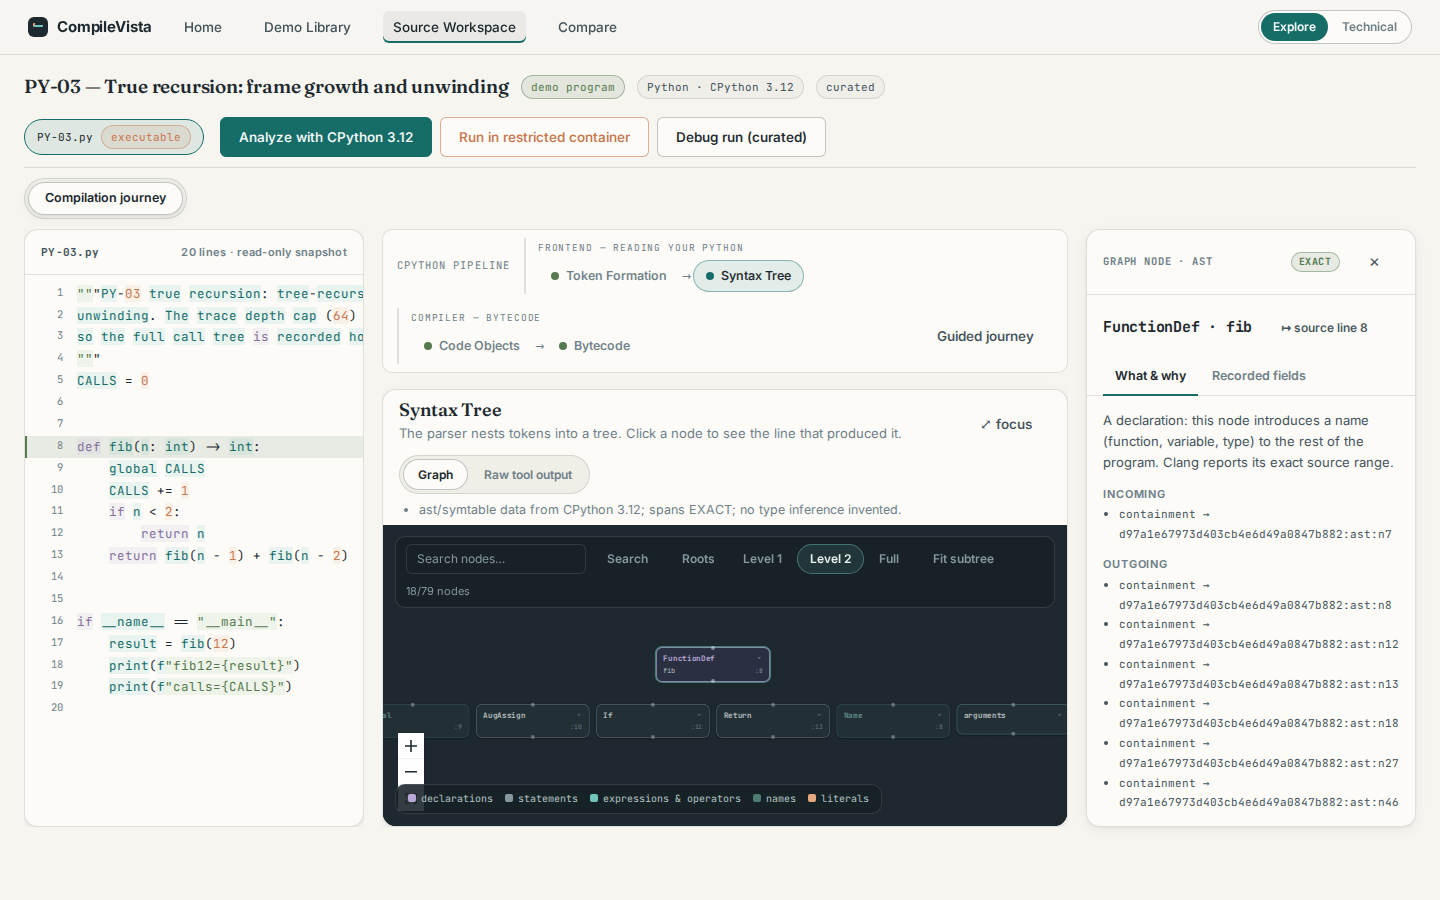 CompileVista
Home
Demo Library
Source Workspace
Compare
Explore
Technical
PY-03 — True recursion: frame growth and unwinding
demo program
Python · CPython 3.12
curated
PY-03.py
executable
Analyze with CPython 3.12
Run in restricted container
Debug run (curated)
Compilation journey
PY-03.py
20 lines · read-only snapshot
1 """PY-03 true recursion: tree-recurs
2 unwinding. The trace depth cap (64)
3 so the full call tree is recorded ho
4 """
5 CALLS = 0
6
7
8 def fib(n: int) -> int:
9 global CALLS
10 CALLS += 1
11 if n < 2:
12 return n
13 return fib(n - 1) + fib(n - 2)
14
15
16 if __name__ == "__main__":
17 result = fib(12)
18 print(f"fib12={result}")
19 print(f"calls={CALLS}")
20
CPYTHON PIPELINE
FRONTEND — READING YOUR PYTHON
Token Formation
→
Syntax Tree
COMPILER — BYTECODE
Code Objects
→
Bytecode
Guided journey
Syntax Tree
The parser nests tokens into a tree. Click a node to see the line that produced it.
⤢ focus
Graph
Raw tool output
• ast/symtable data from CPython 3.12; spans EXACT; no type inference invented.
Search nodes...
Search
Roots
Level 1
Level 2
Full
Fit subtree
18/79 nodes
FunctionDef
fib
:8
al
:9
AugAssign
:10
If
:11
Return
:13
Name
:8
arguments
+
−
declarations
statements
expressions & operators
names
literals
GRAPH NODE · AST
EXACT
×
FunctionDef · fib
↦ source line 8
What & why
Recorded fields
A declaration: this node introduces a name
(function, variable, type) to the rest of the
program. Clang reports its exact source range.
INCOMING
• containment →
d97a1e67973d403cb4e6d49a0847b882:ast:n7
OUTGOING
• containment →
d97a1e67973d403cb4e6d49a0847b882:ast:n8
• containment →
d97a1e67973d403cb4e6d49a0847b882:ast:n12
• containment →
d97a1e67973d403cb4e6d49a0847b882:ast:n13
• containment →
d97a1e67973d403cb4e6d49a0847b882:ast:n18
• containment →
d97a1e67973d403cb4e6d49a0847b882:ast:n27
• containment →
d97a1e67973d403cb4e6d49a0847b882:ast:n46